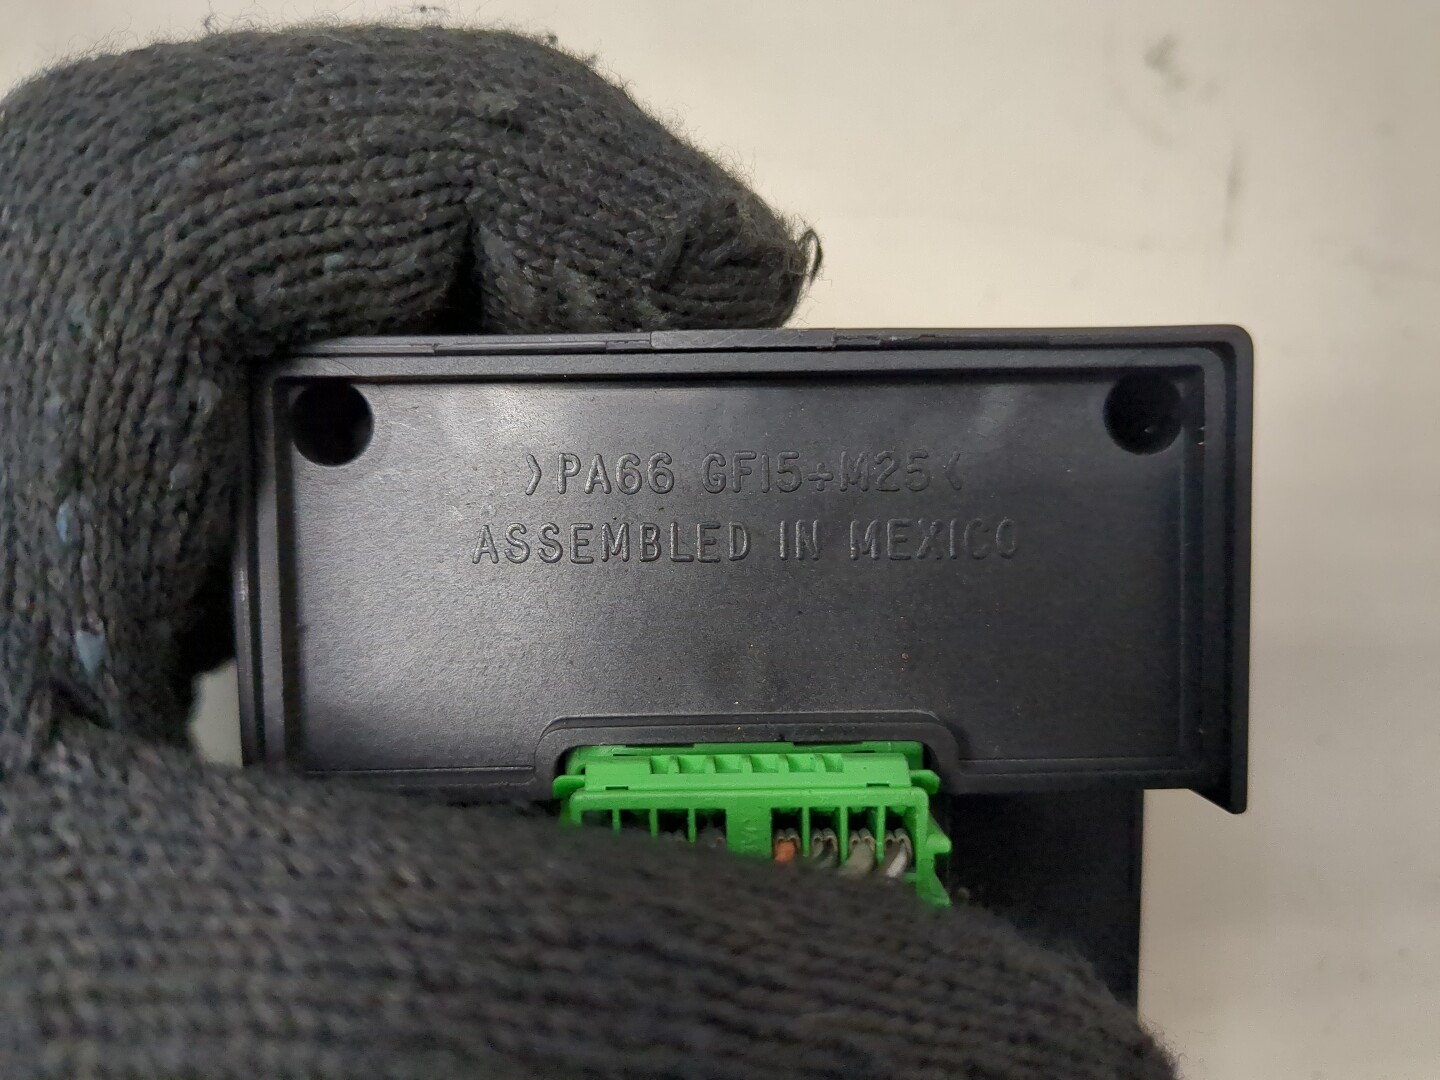 >PA66 GF15+M25<
ASSEMBLED IN MEXICO